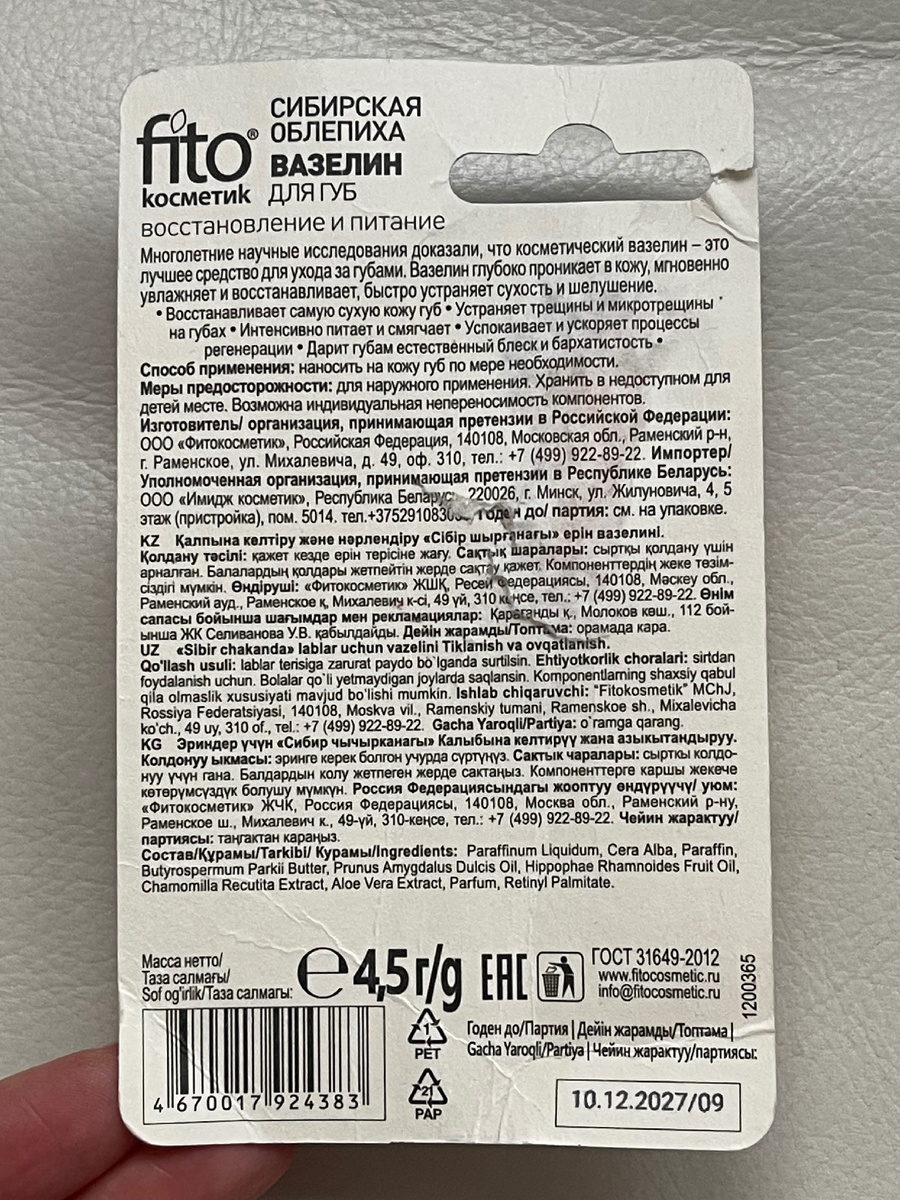 fito®
косметик
СИБИРСКАЯ
ОБЛЕПИХА
ВАЗЕЛИН
ДЛЯ ГУБ
восстановление и питание
Многолетние научные исследования доказали, что косметический вазелин – это
лучшее средство для ухода за губами. Вазелин глубоко проникает в кожу, мгновенно
увлажняет и восстанавливает, быстро устраняет сухость и шелушение.
• Восстанавливает самую сухую кожу губ • Устраняет трещины и микротрещины
на губах • Интенсивно питает и смягчает • Успокаивает и ускоряет процессы
регенерации • Дарит губам естественный блеск и бархатистость •
Способ применения: наносить на кожу губ по мере необходимости.
Меры предосторожности: для наружного применения. Хранить в недоступном для
детей месте. Возможна индивидуальная непереносимость компонентов.
Изготовитель/ организация, принимающая претензии в Российской Федерации:
ООО «Фитокосметик», Российская Федерация, 140108, Московская обл., Раменский р-н,
г. Раменское, ул. Михалевича, д. 49, оф. 310, тел.: +7 (499) 922-89-22. Импортер/
Уполномоченная организация, принимающая претензии в Республике Беларусь:
ООО «Имидж косметик», Республика Беларусь, 220026, г. Минск, ул. Жилуновича, 4, 5
этаж (пристройка), пом. 5014. Годен до/ партия: см. на упаковке.
KZ Қалпына келтіру және нәрлендіру «Сібір шырғанағы» ерін вазелині.
Қолдану тәсілі: қажет кезде ерін терісіне жағу. Сақтық шаралары: сыртқы қолдану үшін
арналған. Балалардың қолдары жетпейтін жерде сақтау қажет. Компоненттердің жеке төзім-
сіздігі мүмкін. Өндіруші: «Фитокосметик» ЖШҚ, Ресей Федерациясы, 140108, Мәскеу обл.,
Раменский ауд., Раменское қ, Михалевич к-сі, 49 үй, 310 кеңсе, тел.: +7 (499) 922-89-22. Өнім
сапасы бойынша шағымдар мен рекламациялар: Қарағанды қ., Молоков көш., 112 бой-
ынша ЖК Селиванова У.В. қабылдайды. Дейін жарамды/Топтама: орамада кара.
UZ «Sibir chakanda» lablar uchun vazelini Tiklanish va ovqatlanish.
Qo'llash usuli: lablar terisiga zarurat paydo bo`lganda surtilsin. Ehtiyotkorlik choralari: sirtdan
foydalanish uchun. Bolalar qo`li yetmaydigan joylarda saqlansin. Komponentlarning shaxsiy qabul
qila olmaslik xususiyati mavjud bo'lishi mumkin. Ishlab chiqaruvchi: “Fitokosmetik” MChJ,
Rossiya Federatsiyasi, 140108, Moskva vil., Ramenskiy tumani, Ramenskoe sh., Mixalevicha
ko'ch., 49 uy, 310 of., tel.: +7 (499) 922-89-22. Gacha Yaroqli/Partiya: o`ramga qarang.
KG Эриндер үчүн «Сибир чычырканагы» Калыбына келтирүү жана азыктандыруу.
Колдонуу ыкмасы: эринге керек болгон учурда сүртүңүз. Сактык чаралары: сырткы колдо-
нуу үчүн гана. Балдардын колу жетпеген жерде сактаңыз. Компоненттерге каршы жекече
көтөрүмсүздүк болушу мүмкүн. Россия Федерациясындагы жооптуу өндүрүүчү/ уюм:
«Фитокосметик» ЖЧК, Россия Федерациясы, 140108, Москва обл., Раменский р-ну,
Раменское ш., Михалевич к., 49-үй, 310-кеңсе, тел.: +7 (499) 922-89-22. Чейин жарактуу/
партиясы: таңгактан караңыз.
Состав/Құрамы/Tarkibi/ Курамы/Ingredients: Paraffinum Liquidum, Cera Alba, Paraffin,
Butyrospermum Parkii Butter, Prunus Amygdalus Dulcis Oil, Hippophae Rhamnoides Fruit Oil,
Chamomilla Recutita Extract, Aloe Vera Extract, Parfum, Retinyl Palmitate.
Масса нетто/
Таза салмағы/
Sof og'irlik/Таза салмагы:
℮ 4,5 г/g
EAC
ГОСТ 31649-2012
www.fitocosmetic.ru
info@fitocosmetic.ru
1200365
4 670017 924383
1
PET
21
PAP
Годен до/Партия | Дейін жарамды/Топтама |
Gacha Yaroqli/Partiya | Чейин жарактуу/партиясы:
10.12.2027/09